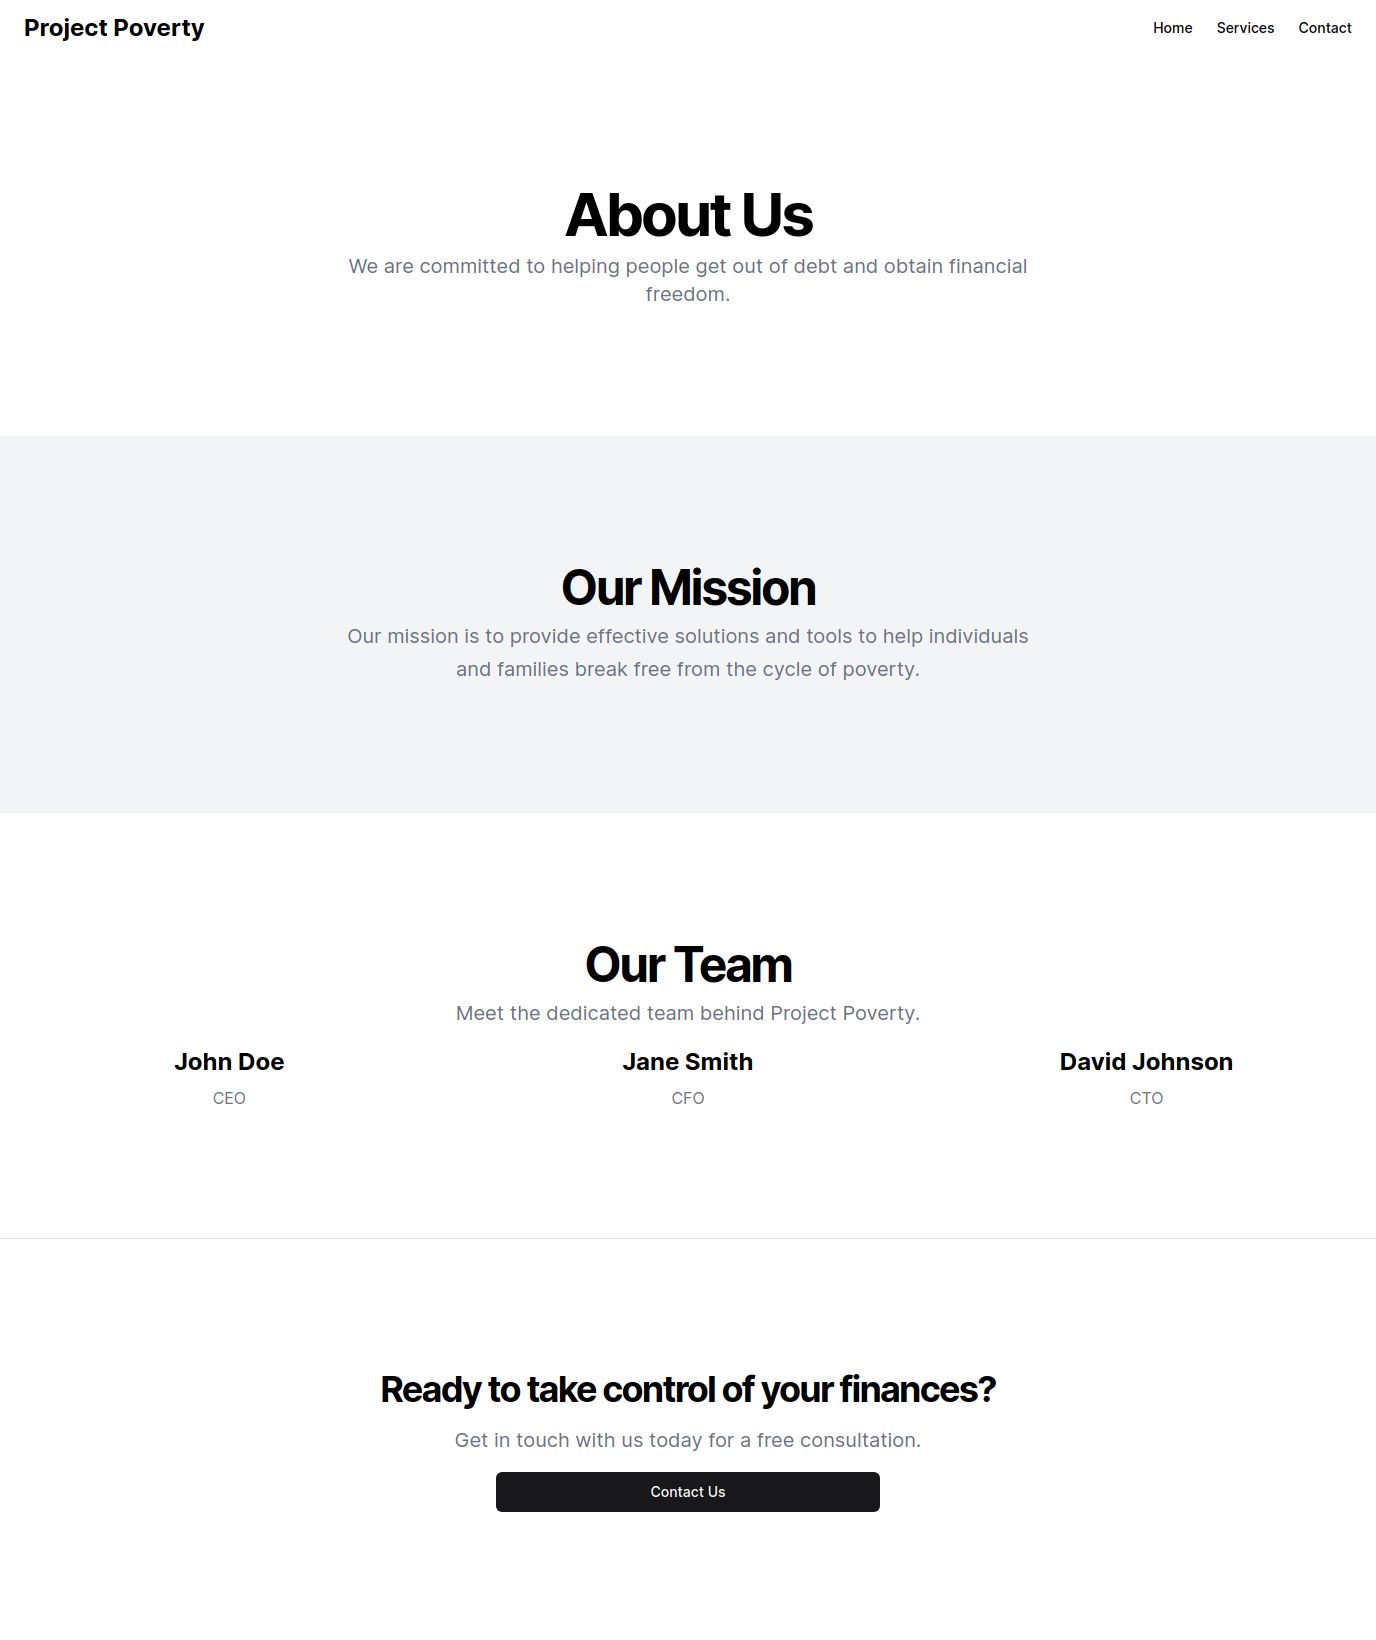 Project Poverty
Home Services Contact
About Us
We are committed to helping people get out of debt and obtain financial
freedom.
Our Mission
Our mission is to provide effective solutions and tools to help individuals
and families break free from the cycle of poverty.
Our Team
Meet the dedicated team behind Project Poverty.
John Doe
CEO
Jane Smith
CFO
David Johnson
CTO
Ready to take control of your finances?
Get in touch with us today for a free consultation.
Contact Us